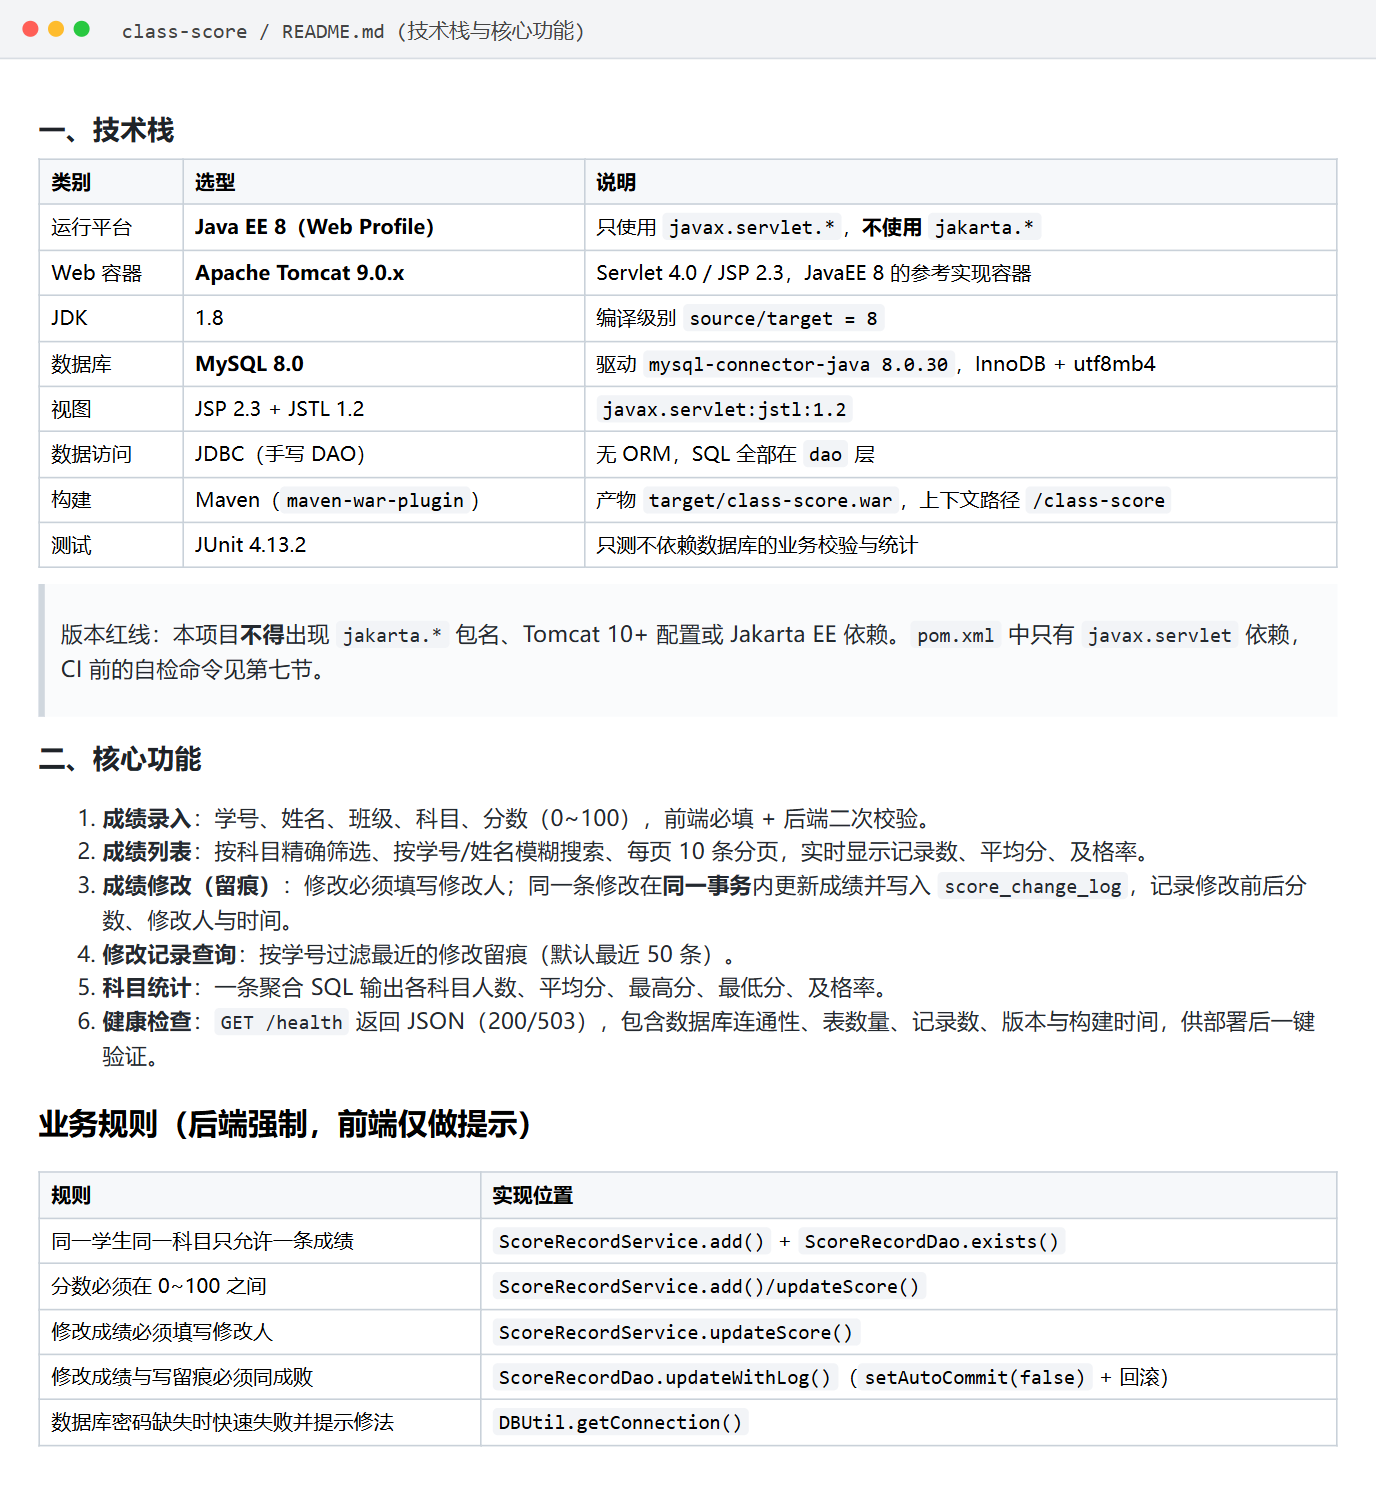 class-score / README.md (技术栈与核心功能)
一、技术栈
类别 选型 说明
运行平台 Java EE 8（Web Profile） 只使用 javax.servlet.*，不使用 jakarta.*
Web 容器 Apache Tomcat 9.0.x Servlet 4.0 / JSP 2.3，JavaEE 8 的参考实现容器
JDK 1.8 编译级别 source/target = 8
数据库 MySQL 8.0 驱动 mysql-connector-java 8.0.30，InnoDB + utf8mb4
视图 JSP 2.3 + JSTL 1.2 javax.servlet:jstl:1.2
数据访问 JDBC（手写 DAO） 无 ORM，SQL 全部在 dao 层
构建 Maven（maven-war-plugin） 产物 target/class-score.war，上下文路径 /class-score
测试 JUnit 4.13.2 只测不依赖数据库的业务校验与统计
版本红线：本项目不得出现 jakarta.* 包名、Tomcat 10+ 配置或 Jakarta EE 依赖。pom.xml 中只有 javax.servlet 依赖，
CI 前的自检命令见第七节。
二、核心功能
1. 成绩录入：学号、姓名、班级、科目、分数（0~100），前端必填 + 后端二次校验。
2. 成绩列表：按科目精确筛选、按学号/姓名模糊搜索、每页 10 条分页，实时显示记录数、平均分、及格率。
3. 成绩修改（留痕）：修改必须填写修改人；同一条修改在同一事务内更新成绩并写入 score_change_log，记录修改前后分
数、修改人与时间。
4. 修改记录查询：按学号过滤最近的修改留痕（默认最近 50 条）。
5. 科目统计：一条聚合 SQL 输出各科目人数、平均分、最高分、最低分、及格率。
6. 健康检查：GET /health 返回 JSON（200/503），包含数据库连通性、表数量、记录数、版本与构建时间，供部署后一键
验证。
业务规则（后端强制，前端仅做提示）
规则 实现位置
同一学生同一科目只允许一条成绩 ScoreRecordService.add() + ScoreRecordDao.exists()
分数必须在 0~100 之间 ScoreRecordService.add()/updateScore()
修改成绩必须填写修改人 ScoreRecordService.updateScore()
修改成绩与写留痕必须同成败 ScoreRecordDao.updateWithLog()（setAutoCommit(false) + 回滚）
数据库密码缺失时快速失败并提示修法 DBUtil.getConnection()